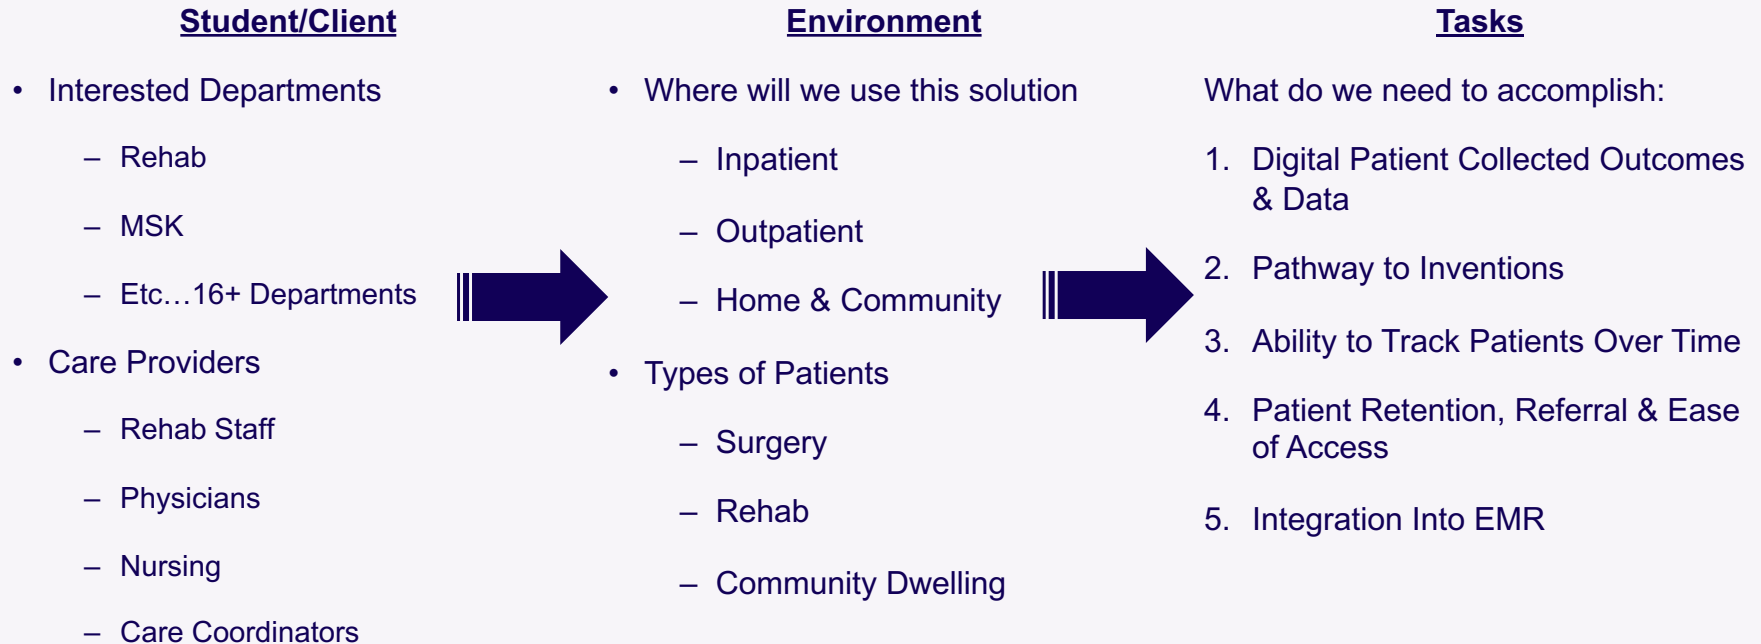 Student/Client
• Interested Departments
– Rehab
– MSK
– Etc…16+ Departments
• Care Providers
– Rehab Staff
– Physicians
– Nursing
– Care Coordinators
Environment
• Where will we use this solution
– Inpatient
– Outpatient
– Home & Community
• Types of Patients
– Surgery
– Rehab
– Community Dwelling
Tasks
What do we need to accomplish:
1. Digital Patient Collected Outcomes
& Data
2. Pathway to Inventions
3. Ability to Track Patients Over Time
4. Patient Retention, Referral & Ease
of Access
5. Integration Into EMR